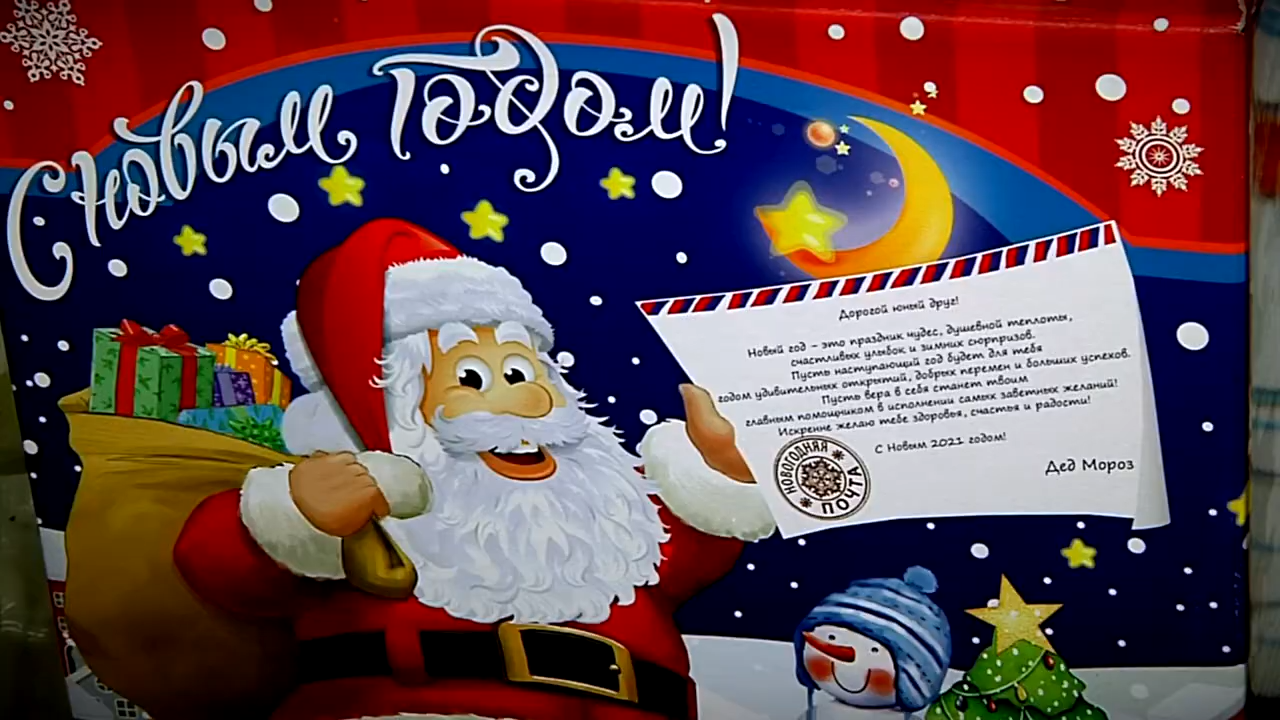 С Новым Годом!
Дорогой юный друг!
Новый год – это праздник чудес, душевной теплоты,
счастливых улыбок и зимних сюрпризов.
Пусть наступающий год будет для тебя
годом удивительных открытий, добрых перемен и больших успехов.
Пусть вера в себя станет твоим
главным помощником в исполнении самых заветных желаний!
Искренне желаю тебе здоровья, счастья и радости!
С Новым 2021 годом!
Дед Мороз
НОВОГОДНЯЯ
ПОЧТА